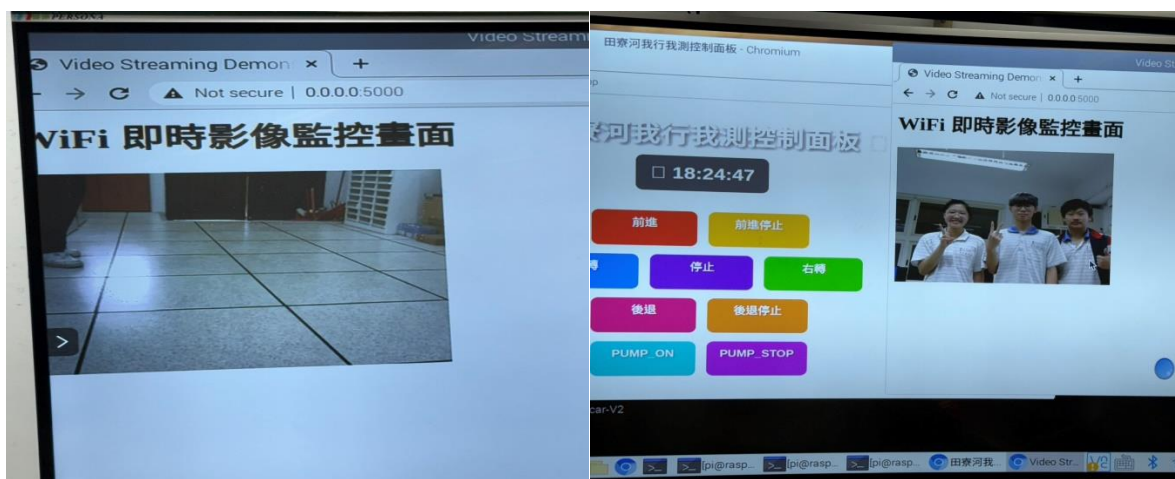 PERSONA
Video Stream
Video Streaming Demon × +
Not secure | 0.0.0.0:5000
WiFi 即時影像監控畫面
>
田寮河我行我測控制面板 - Chromium
寮河我行我測控制面板
18:24:47
前進
前進停止
轉
停止
右轉
後退
後退停止
PUMP_ON
PUMP_STOP
car-V2
Video St
Video Streaming Demon × +
Not secure | 0.0.0.0:5000
WiFi 即時影像監控畫面
[pi@rasp...
[pi@rasp...
[pi@rasp...
田寮河我...
Video Str...
V2